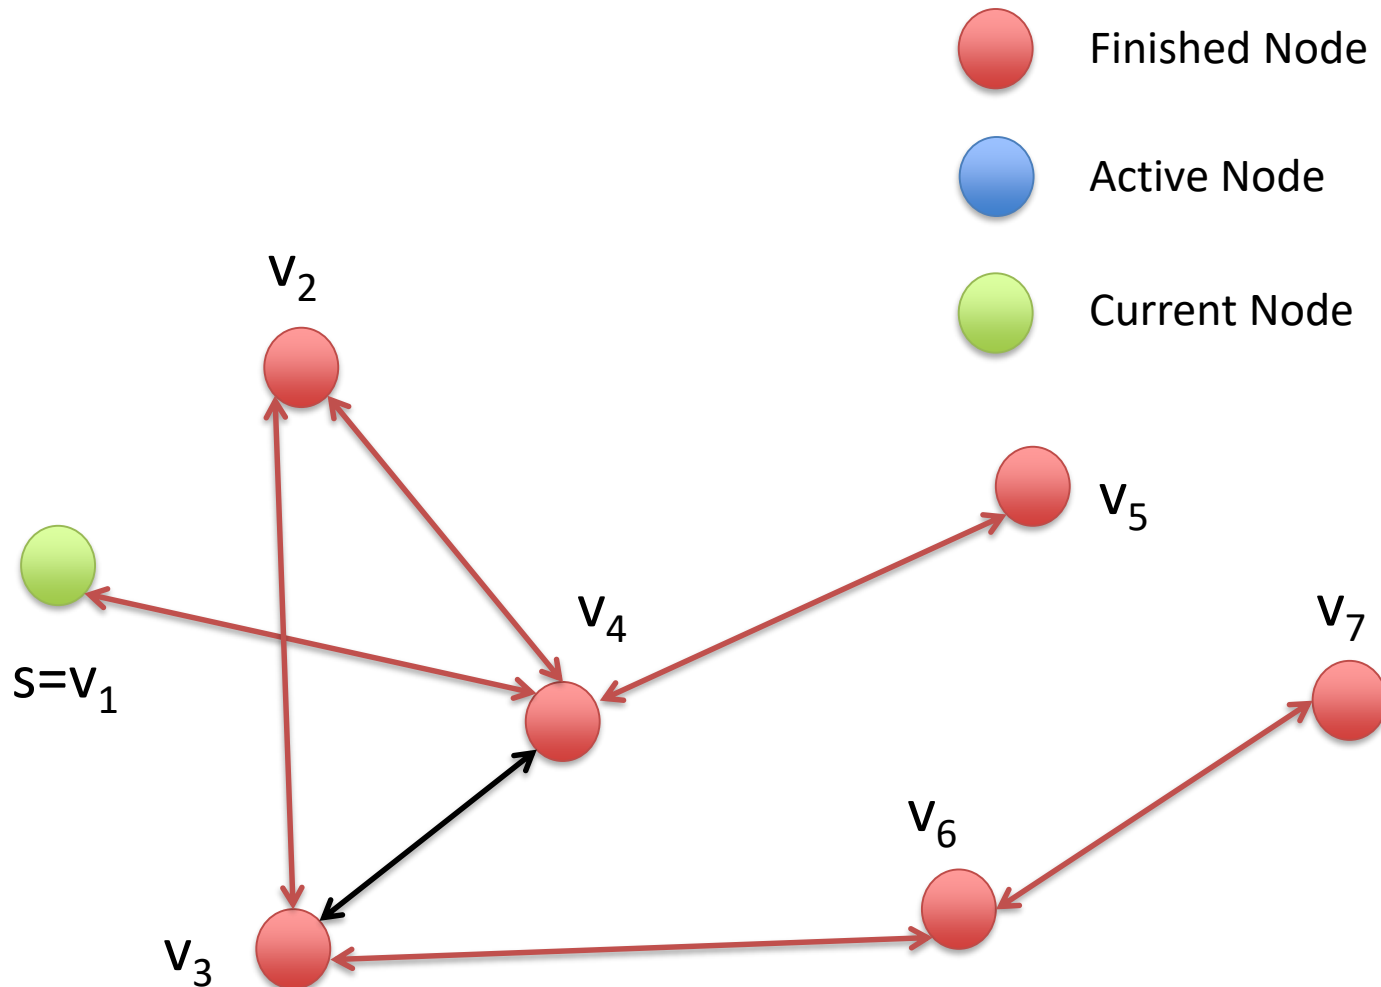 Finished Node
Active Node
Current Node
v2
v5
v4
v7
s=v1
v6
v3